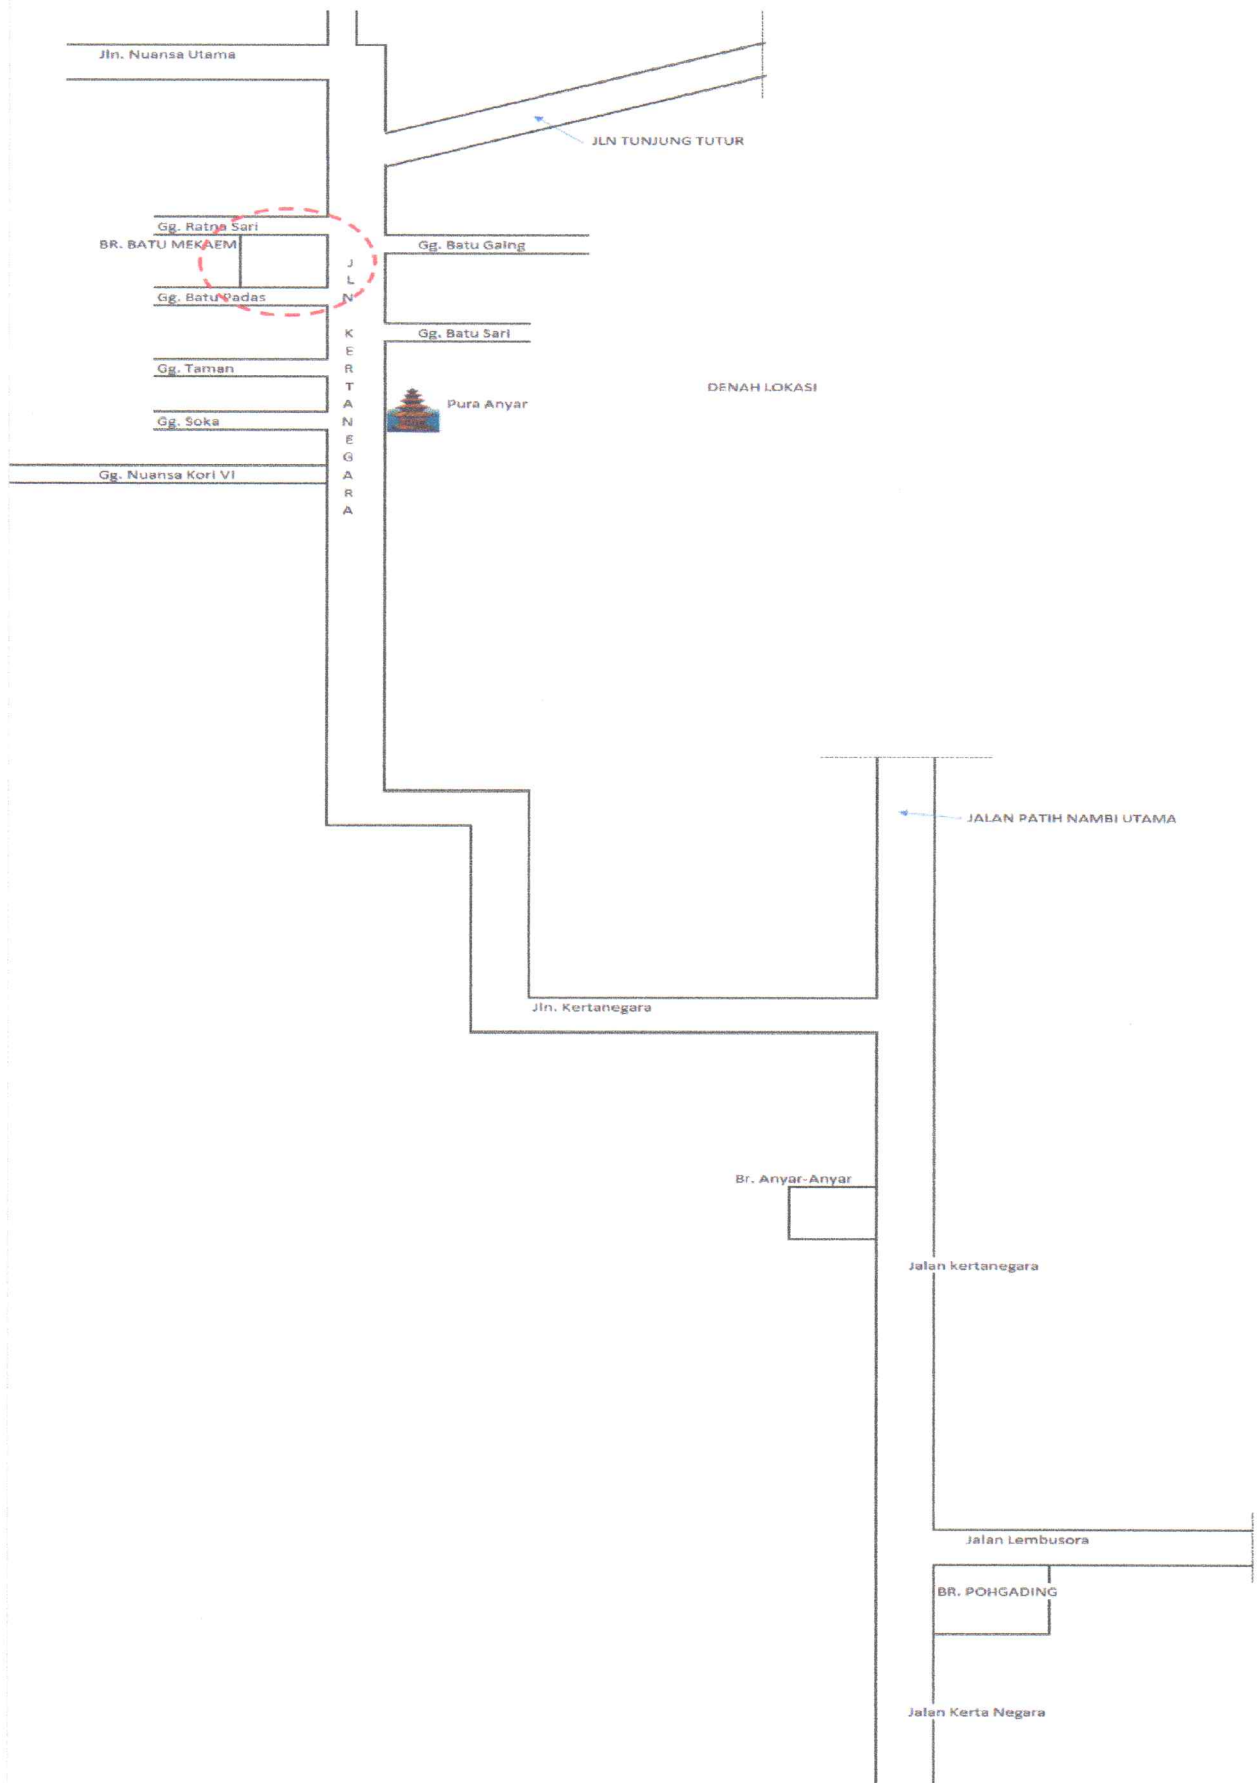 Jln. Nuansa Utama
JLN TUNJUNG TUTUR
Gg. Ratna Sari
BR. BATU MEKAEM
Gg. Batu Gaing
Gg. Batu Padas
JLN KERTANEGARA
Gg. Batu Sari
Gg. Taman
DENAH LOKASI
Pura Anyar
Gg. Soka
Gg. Nuansa Kori VI
JALAN PATIH NAMBI UTAMA
Jln. Kertanegara
Br. Anyar-Anyar
Jalan kertanegara
Jalan Lembusora
BR. POHGADING
Jalan Kerta Negara